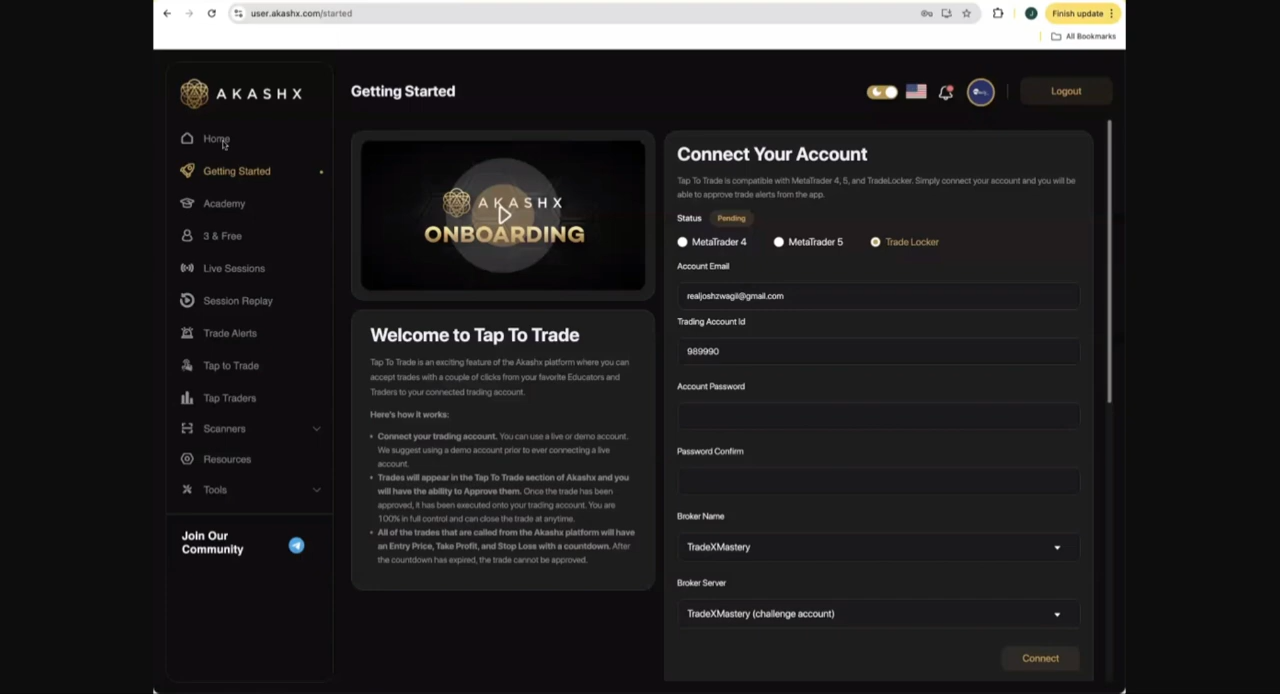 user.akashx.com/started
Finish update
All Bookmarks
AKASHX
Home
Getting Started
Academy
3 & Free
Live Sessions
Session Replay
Trade Alerts
Tap to Trade
Tap Traders
Scanners
Resources
Tools
Join Our
Community
Getting Started
Logout
AKASHX
ONBOARDING
Welcome to Tap To Trade
Tap To Trade is an exciting feature of the Akashx platform where you can
accept trades with a couple of clicks from your favorite Educators and
Traders to your connected trading account.
Here's how it works:
• Connect your trading account. You can use a live or demo account.
We suggest using a demo account prior to ever connecting a live
account.
• Trades will appear in the Tap To Trade section of Akashx and you
will have the ability to Approve them. Once the trade has been
approved, it has been executed onto your trading account. You are
100% in full control and can close the trade at anytime.
• All of the trades that are called from the Akashx platform will have
an Entry Price, Take Profit, and Stop Loss with a countdown. After
the countdown has expired, the trade cannot be approved.
Connect Your Account
Tap To Trade is compatible with MetaTrader 4, 5, and TradeLocker. Simply connect your account and you will be
able to approve trade alerts from the app.
Status Pending
MetaTrader 4 MetaTrader 5 Trade Locker
Account Email
realjoshzwagil@gmail.com
Trading Account Id
989990
Account Password
Password Confirm
Broker Name
TradeXMastery
Broker Server
TradeXMastery (challenge account)
Connect